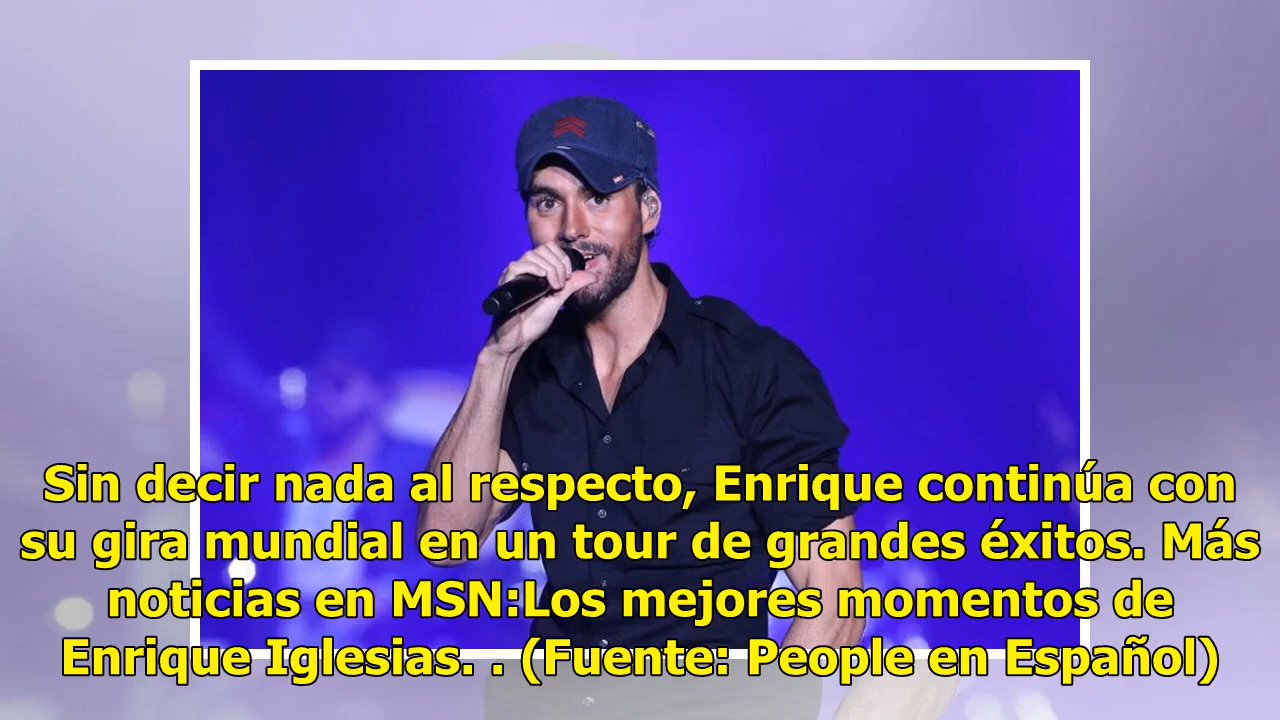 Sin decir nada al respecto, Enrique continúa con
su gira mundial en un tour de grandes éxitos. Más
noticias en MSN:Los mejores momentos de
Enrique Iglesias. . (Fuente: People en Español)